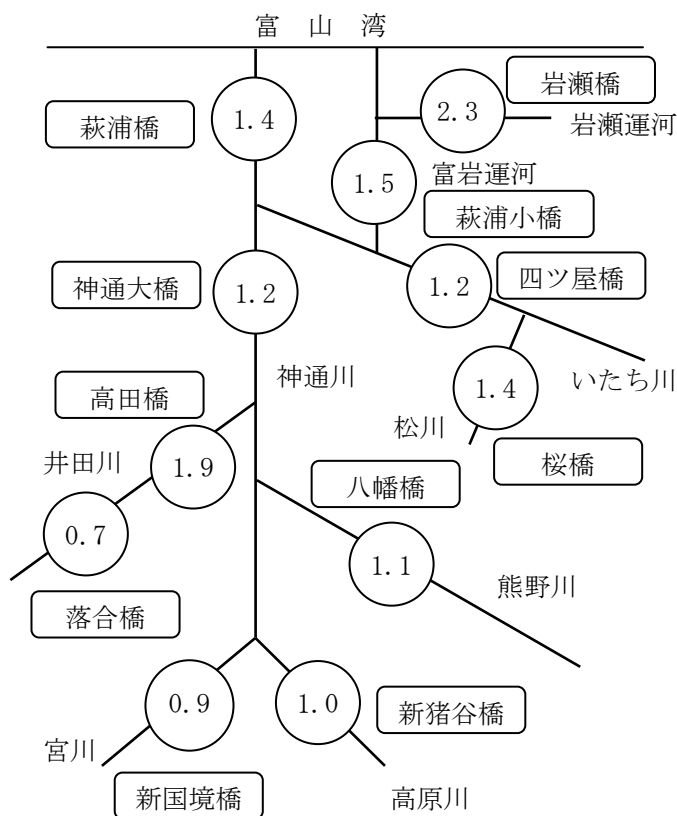 富 山 湾
岩瀬橋
1.4
2.3
萩浦橋
岩瀬運河
1.5
富岩運河
萩浦小橋
神通大橋
1.2
1.2
四ツ屋橋
神通川
いたち川
高田橋
1.4
松川
桜橋
井田川
1.9
八幡橋
0.7
1.1
熊野川
落合橋
0.9
1.0
新猪谷橋
宮川
新国境橋
高原川